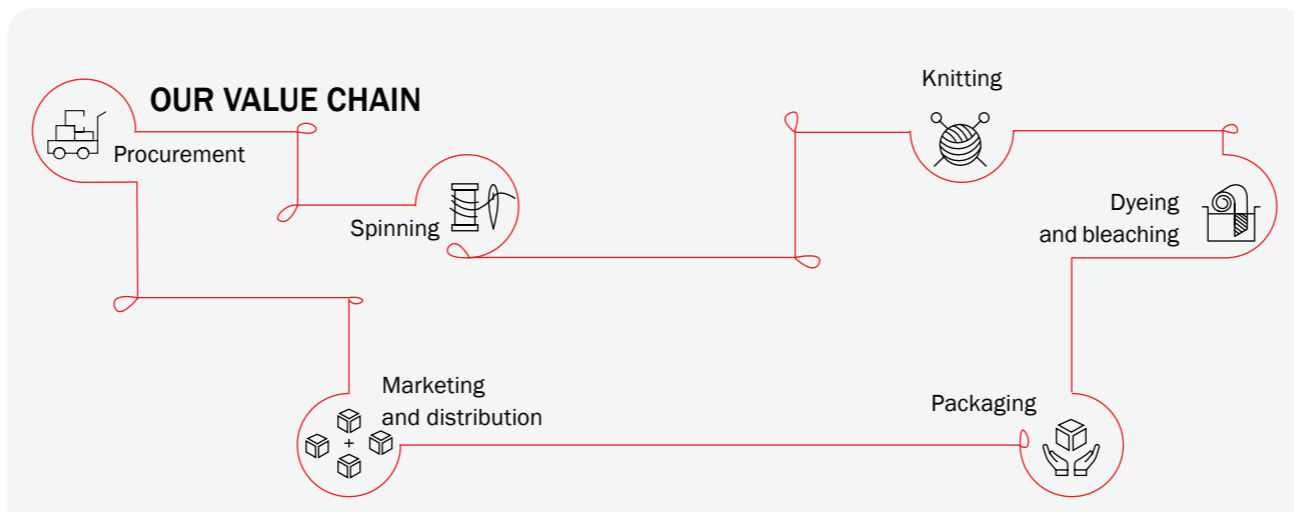 OUR VALUE CHAIN
Procurement
Spinning
Knitting
Dyeing
and bleaching
Packaging
Marketing
and distribution